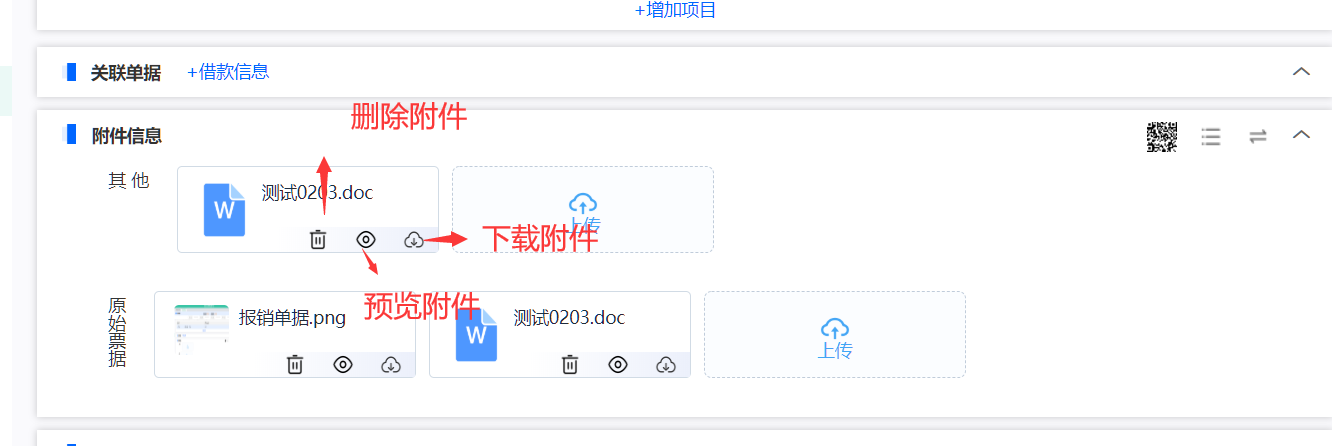 +增加项目
关联单据 +借款信息
删除附件
附件信息
其 他
测试0203.doc
W
上传
下载附件
预览附件
原始票据
报销单据.png
测试0203.doc
W
上传